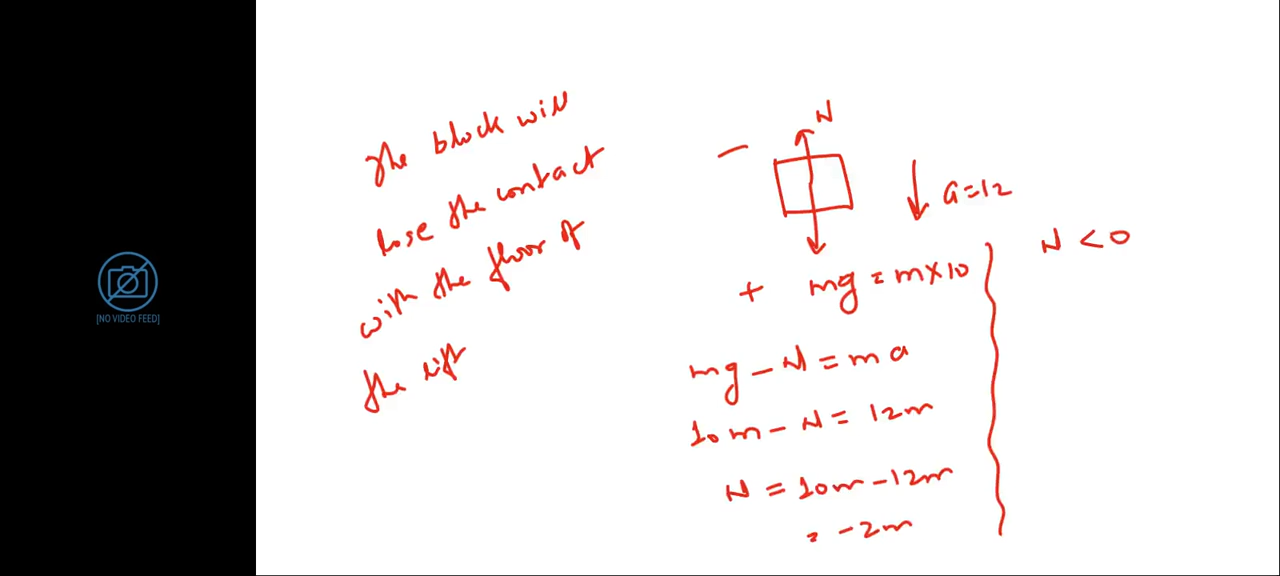 The block will
lose the contact
with the floor of
the lift
[NO VIDEO FEED]
N
a=12
+ mg = m×10
mg - N = ma
10m - N = 12m
N = 10m - 12m
= -2m
N < 0
-